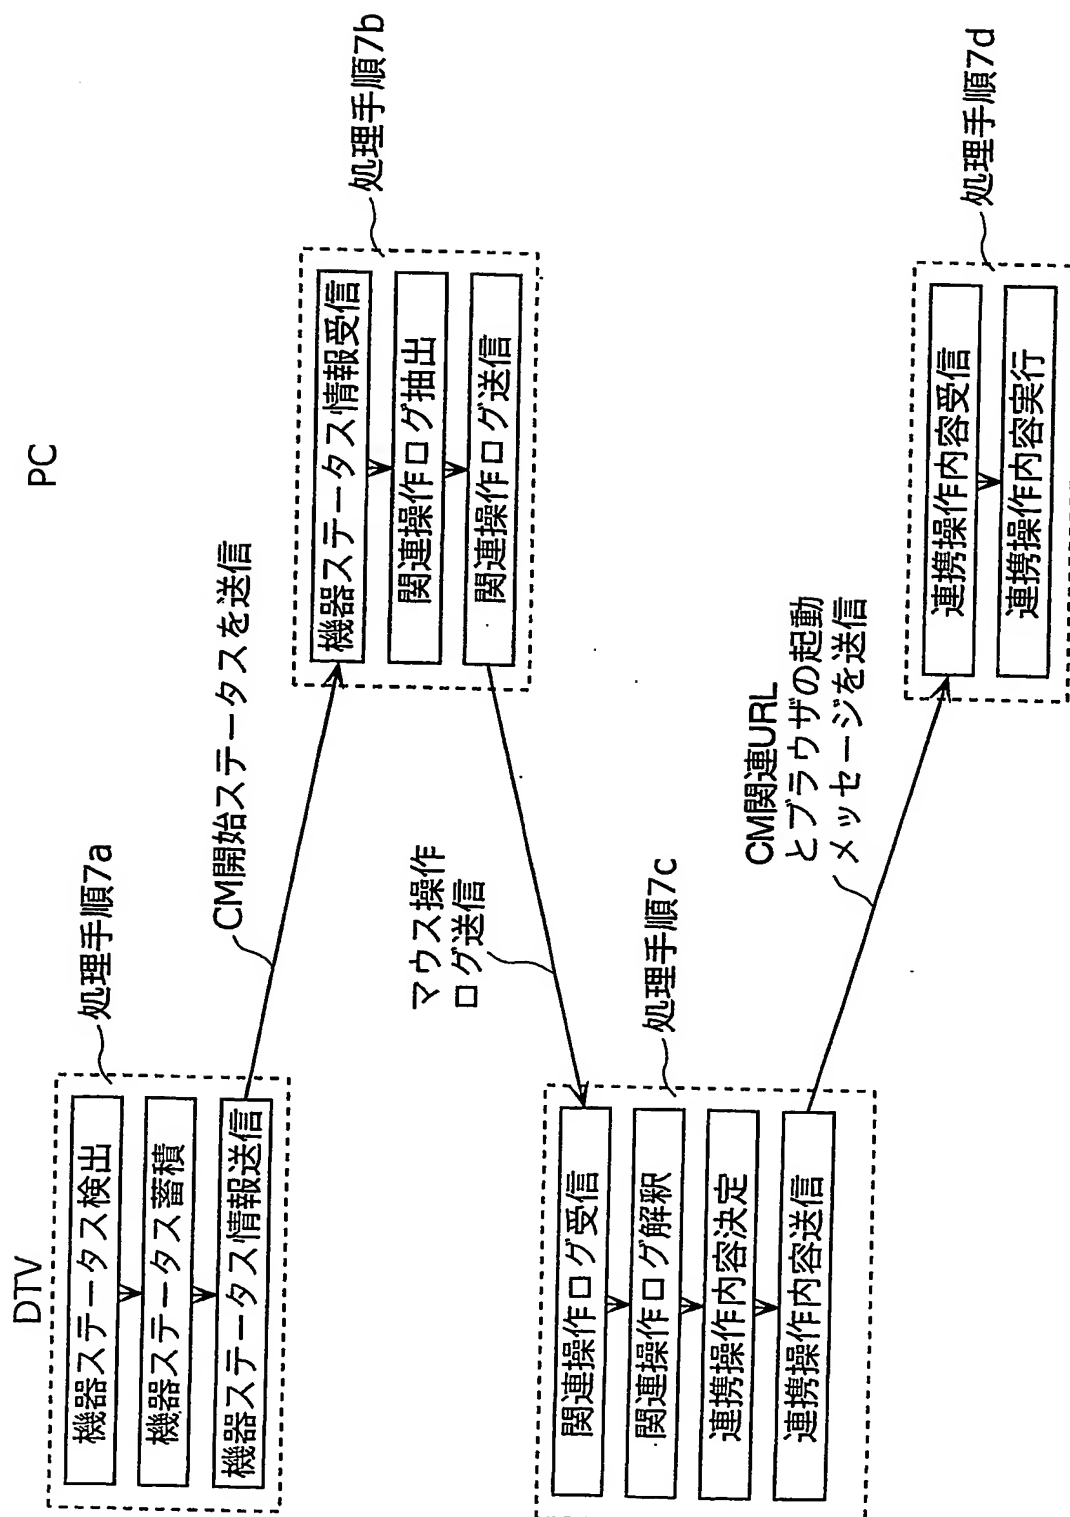 DTV
PC
処理手順7a
機器ステータス検出
機器ステータス蓄積
機器ステータス情報送信
CM開始ステータスを送信
処理手順7b
機器ステータス情報受信
関連操作ログ抽出
関連操作ログ送信
マウス操作
ログ送信
処理手順7c
関連操作ログ受信
関連操作ログ解釈
連携操作内容決定
連携操作内容送信
CM関連URL
とブラウザの起動
メッセージを送信
処理手順7d
連携操作内容受信
連携操作内容実行